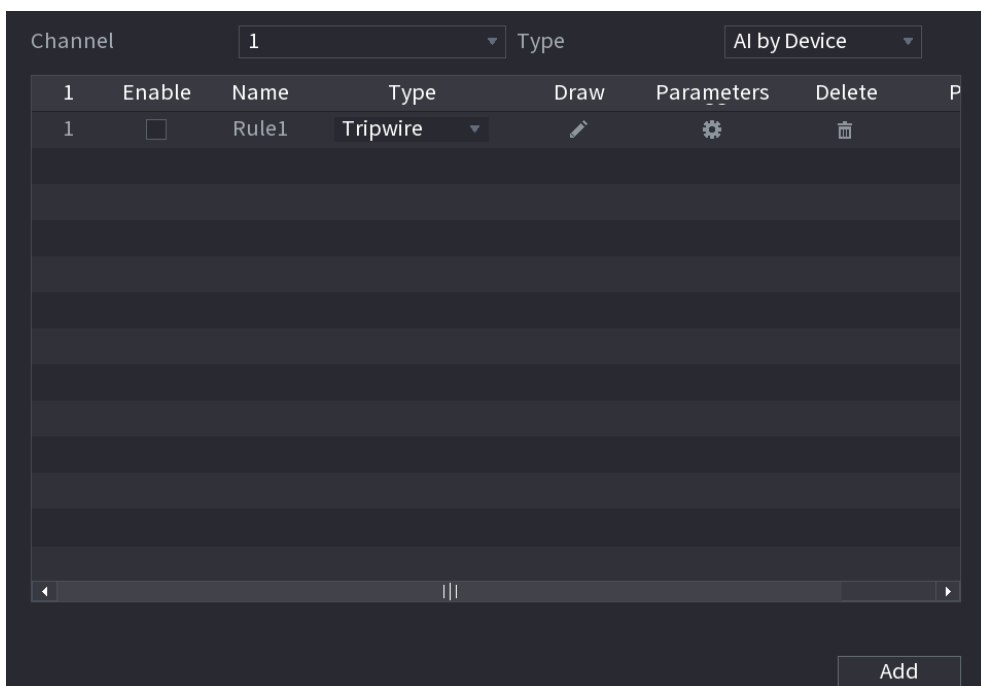 Channel 1 Type AI by Device
1 Enable Name Type Draw Parameters Delete P
1 Rule1 Tripwire
Add